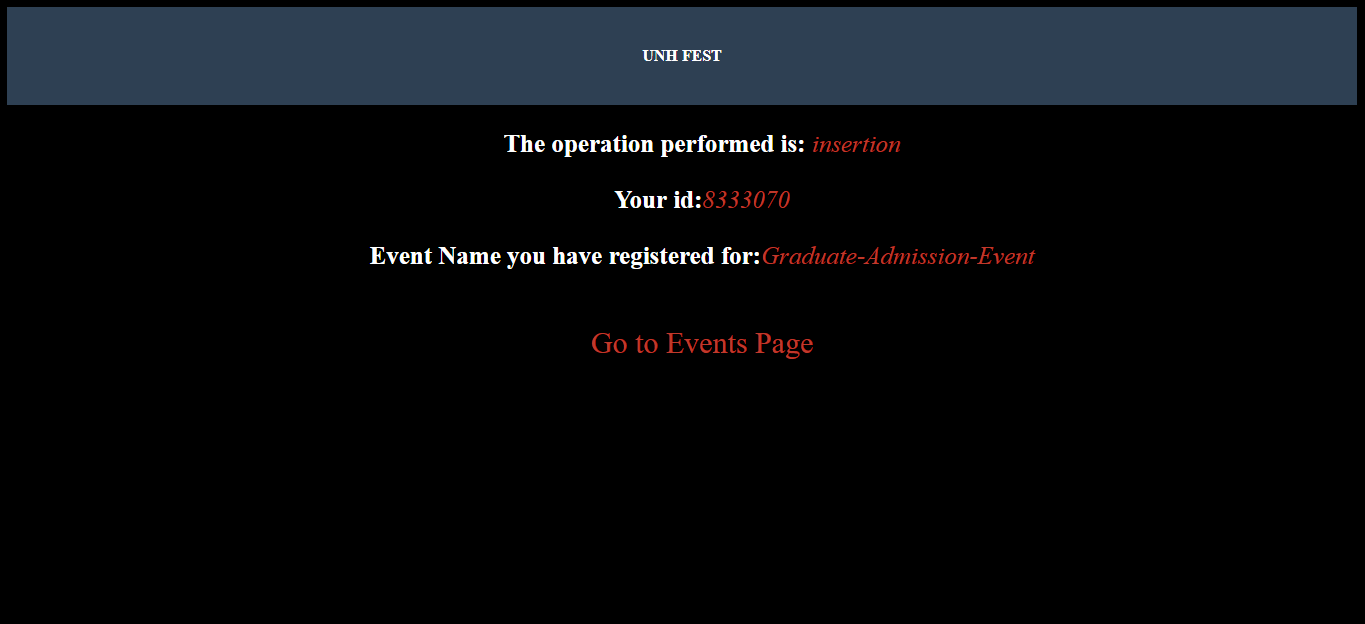 UNH FEST
The operation performed is: insertion
Your id:8333070
Event Name you have registered for:Graduate-Admission-Event
Go to Events Page